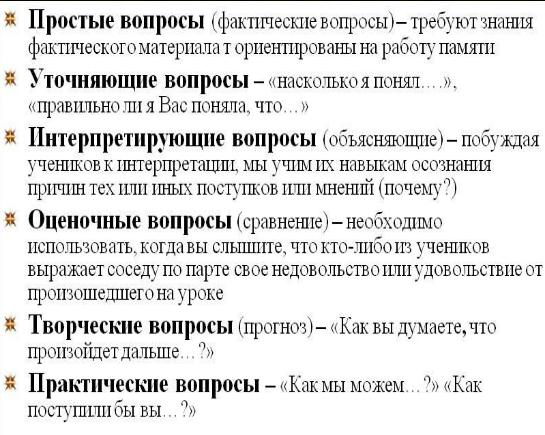 Простые вопросы (фактические вопросы) – требуют знания
фактического материала т ориентированы на работу памяти
Уточняющие вопросы – «насколько я понял….»,
«правильно ли я Вас поняла, что…»
Интерпретирующие вопросы (объясняющие) – побуждая
учеников к интерпретации, мы учим их навыкам осознания
причин тех или иных поступков или мнений (почему?)
Оценочные вопросы (сравнение) – необходимо
использовать, когда вы слышите, что кто-либо из учеников
выражает соседу по парте свое недовольство или удовольствие от
произошедшего на уроке
Творческие вопросы (прогноз) – «Как вы думаете, что
произойдет дальше…?»
Практические вопросы – «Как мы можем…?» «Как
поступили бы вы…?»